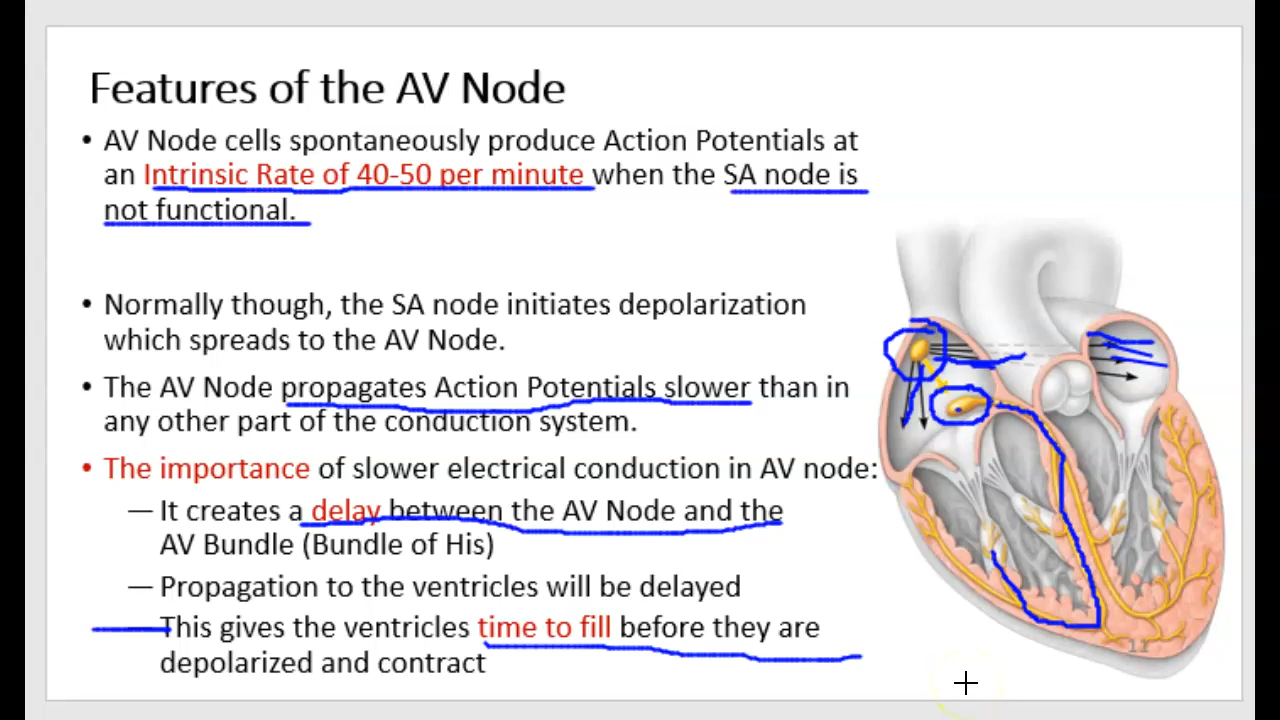 Features of the AV Node
• AV Node cells spontaneously produce Action Potentials at
an Intrinsic Rate of 40-50 per minute when the SA node is
not functional.
• Normally though, the SA node initiates depolarization
which spreads to the AV Node.
• The AV Node propagates Action Potentials slower than in
any other part of the conduction system.
• The importance of slower electrical conduction in AV node:
— It creates a delay between the AV Node and the
AV Bundle (Bundle of His)
— Propagation to the ventricles will be delayed
— This gives the ventricles time to fill before they are
depolarized and contract
11